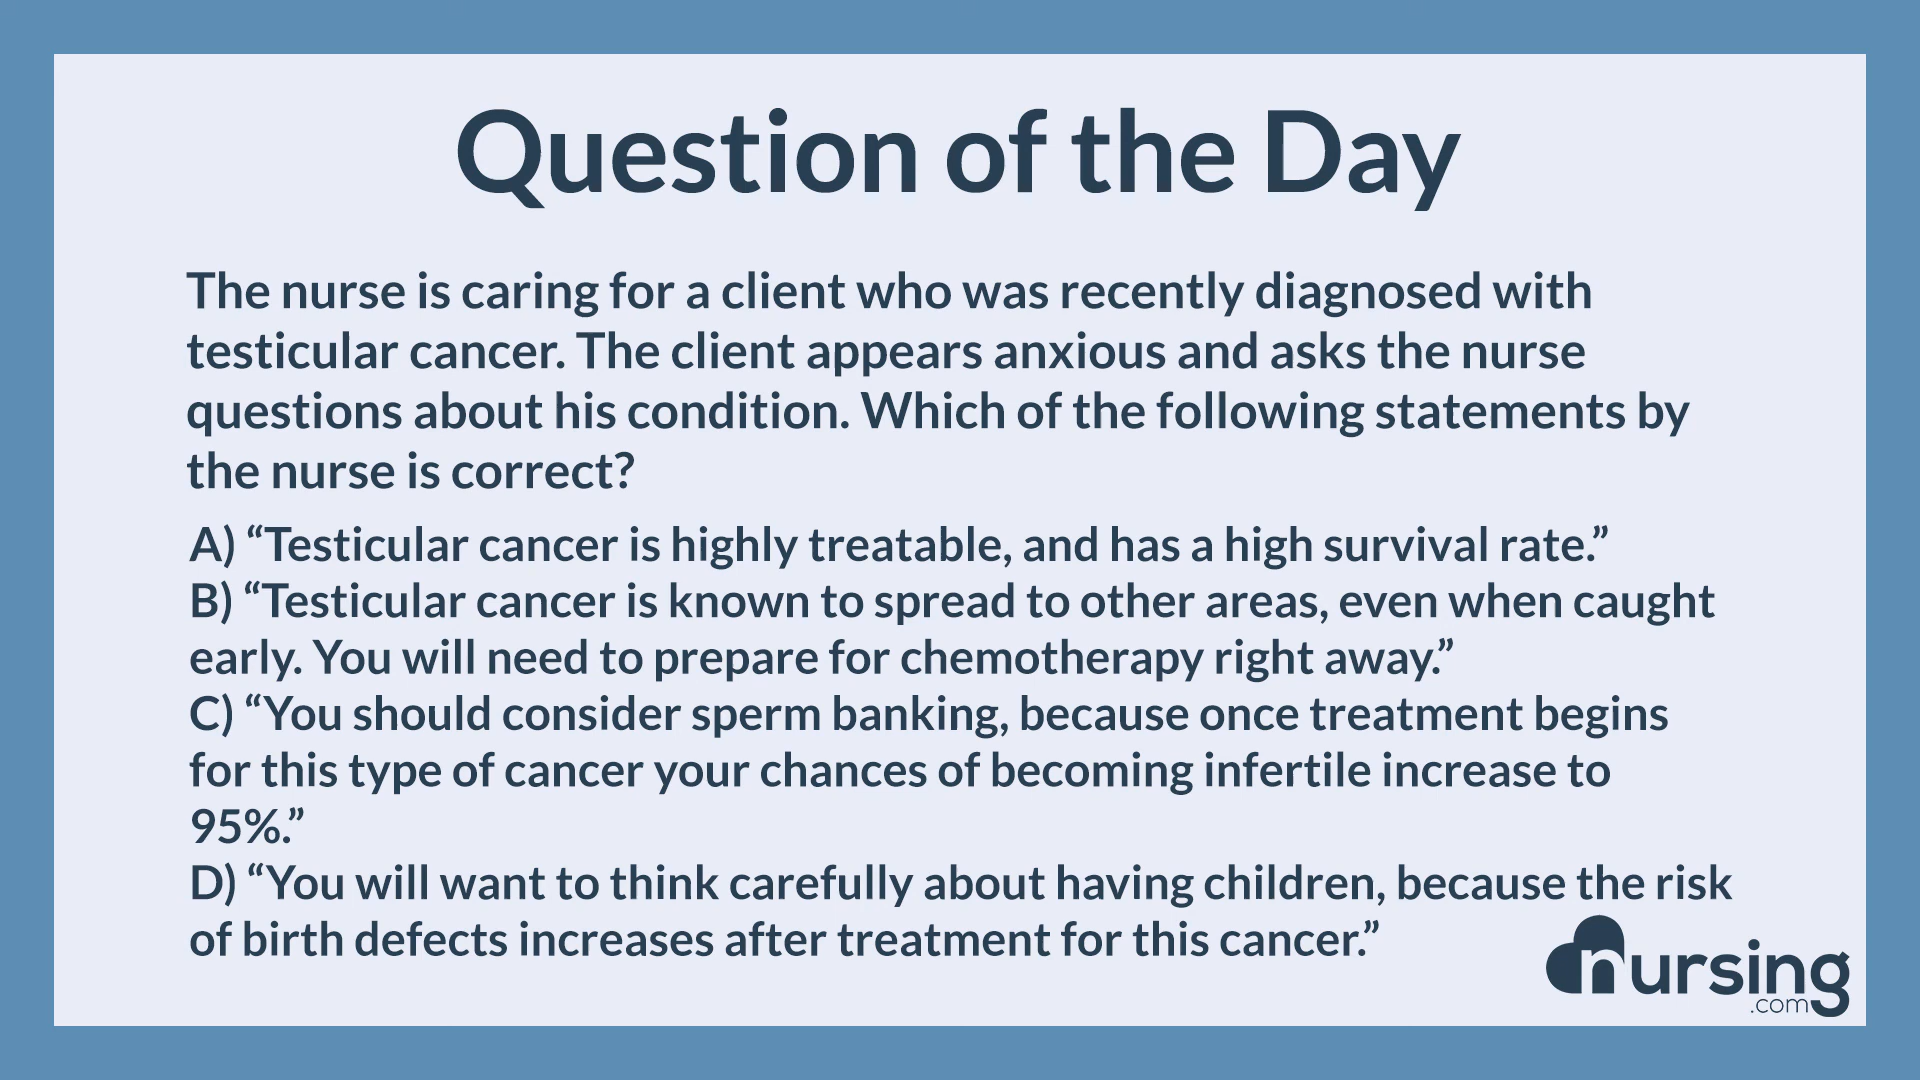 Question of the Day
The nurse is caring for a client who was recently diagnosed with
testicular cancer. The client appears anxious and asks the nurse
questions about his condition. Which of the following statements by
the nurse is correct?
A) “Testicular cancer is highly treatable, and has a high survival rate.”
B) “Testicular cancer is known to spread to other areas, even when caught
early. You will need to prepare for chemotherapy right away.”
C) “You should consider sperm banking, because once treatment begins
for this type of cancer your chances of becoming infertile increase to
95%.”
D) “You will want to think carefully about having children, because the risk
of birth defects increases after treatment for this cancer.”
nursing
.com